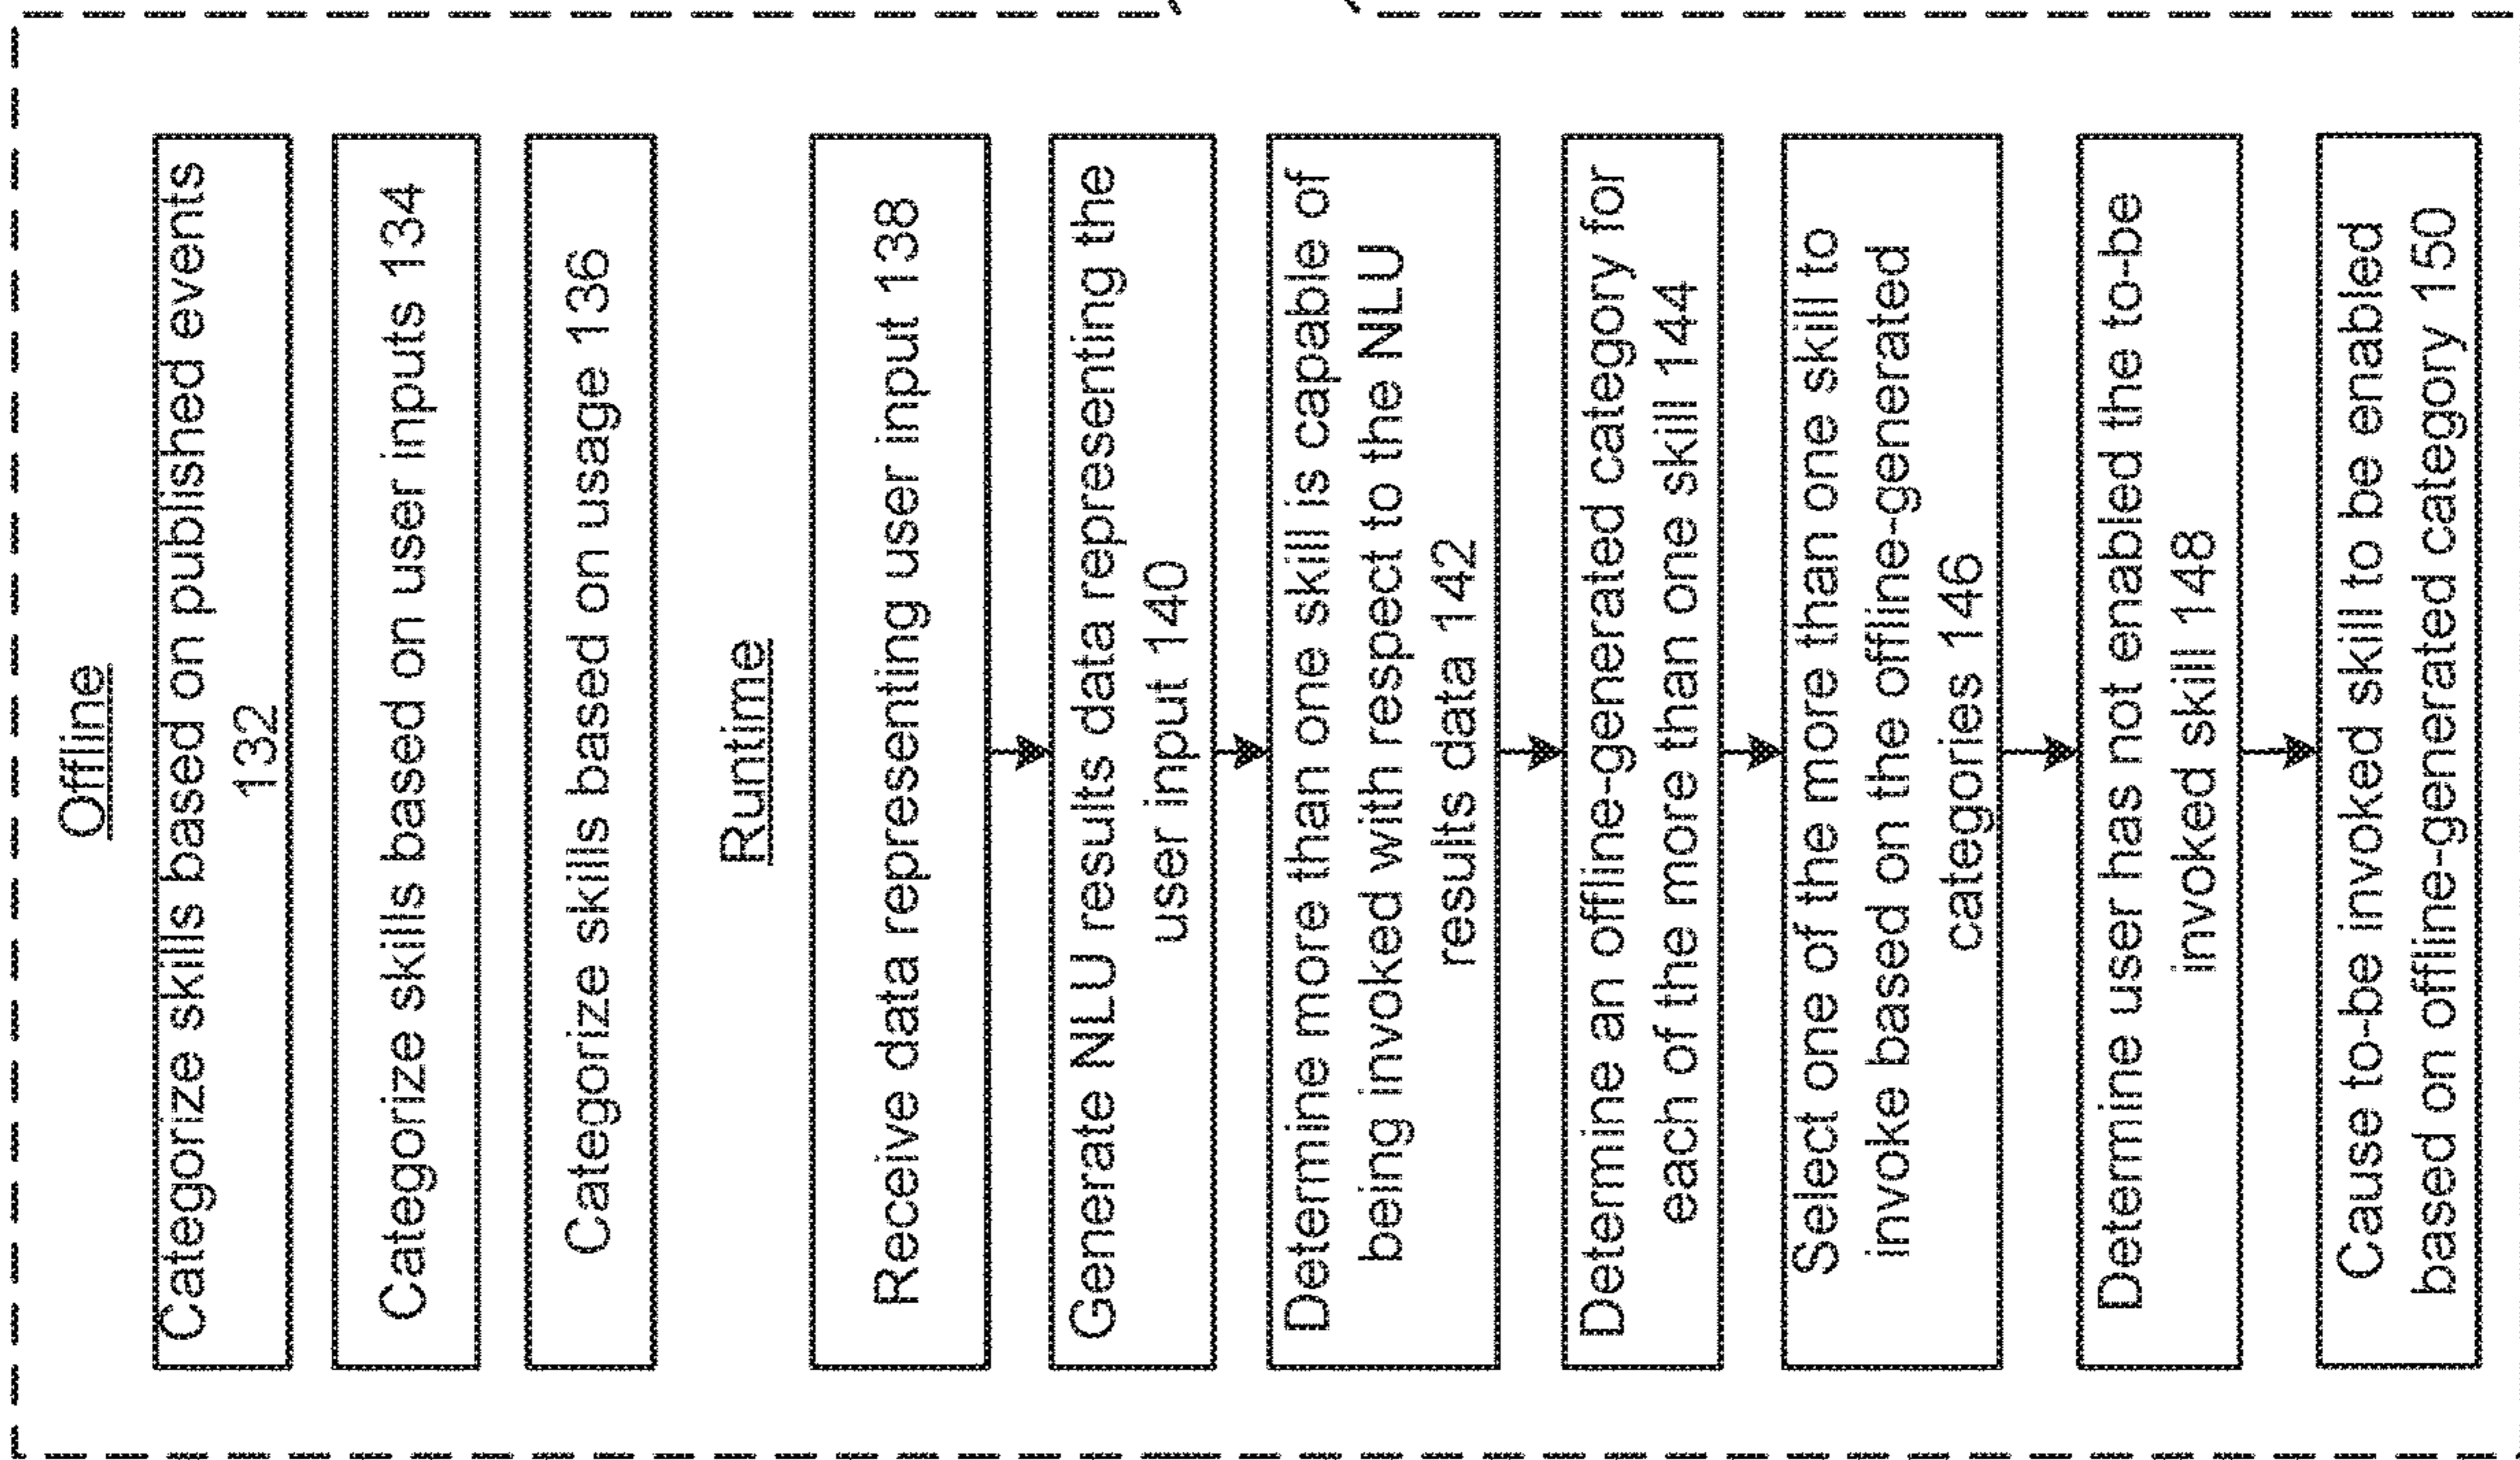 Offline
Categorize skills based on published events
132
Categorize skills based on user inputs 134
Categorize skills based on usage 136
Runtime
Receive data representing user input 138
Generate NLU results data representing the
user input 140
Determine more than one skill is capable of
being invoked with respect to the NLU
results data 142
Determine an offline-generated category for
each of the more than one skill 144
Select one of the more than one skill to
invoke based on the offline-generated
categories 146
Determine user has not enabled the to-be
invoked skill 148
Cause to-be invoked skill to be enabled
based on offline-generated category 150